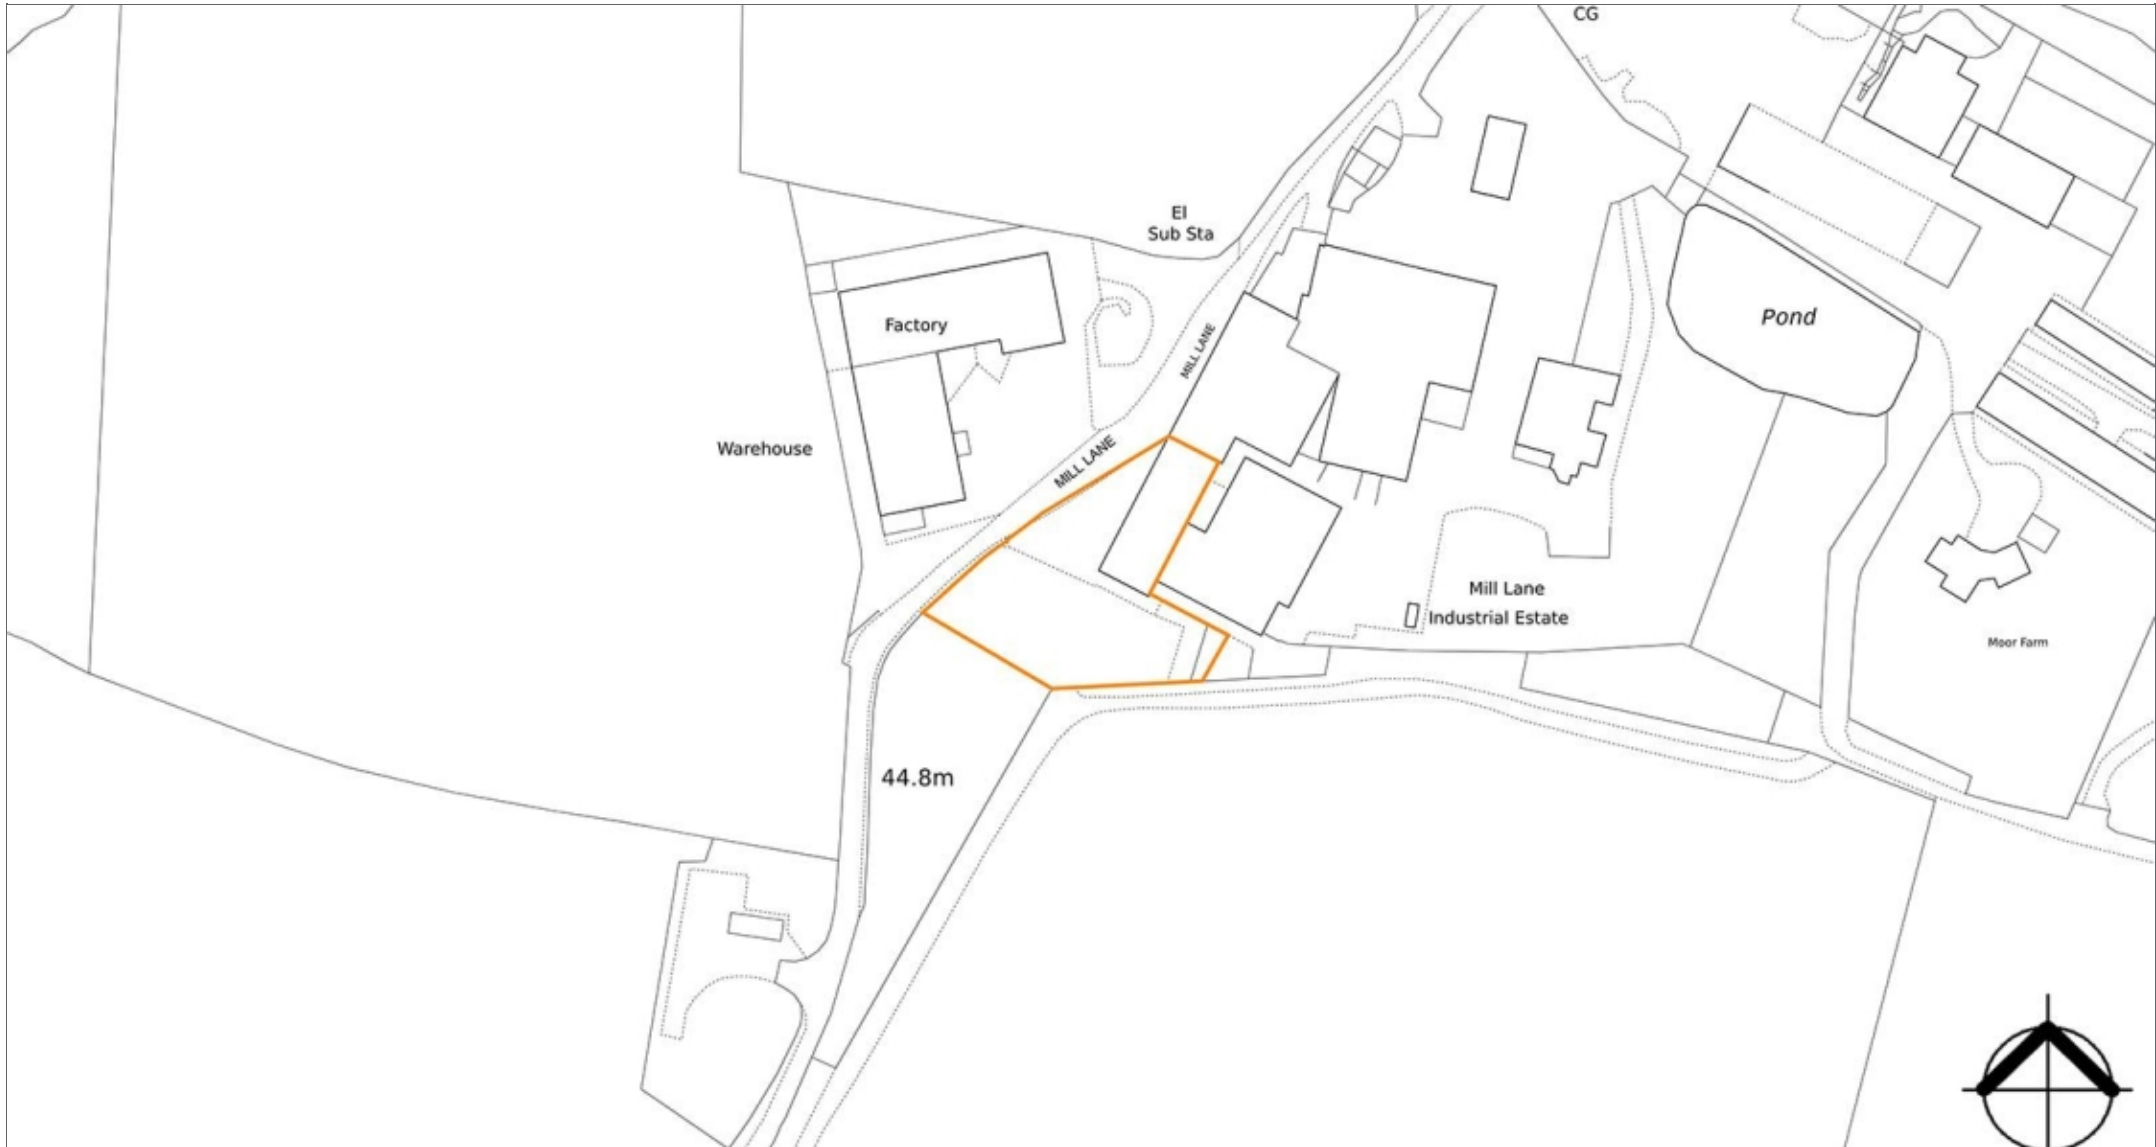 CG
El
Sub Sta
Pond
Factory
MILL LANE
Warehouse
MILL LANE
Mill Lane
Industrial Estate
Moor Farm
44.8m